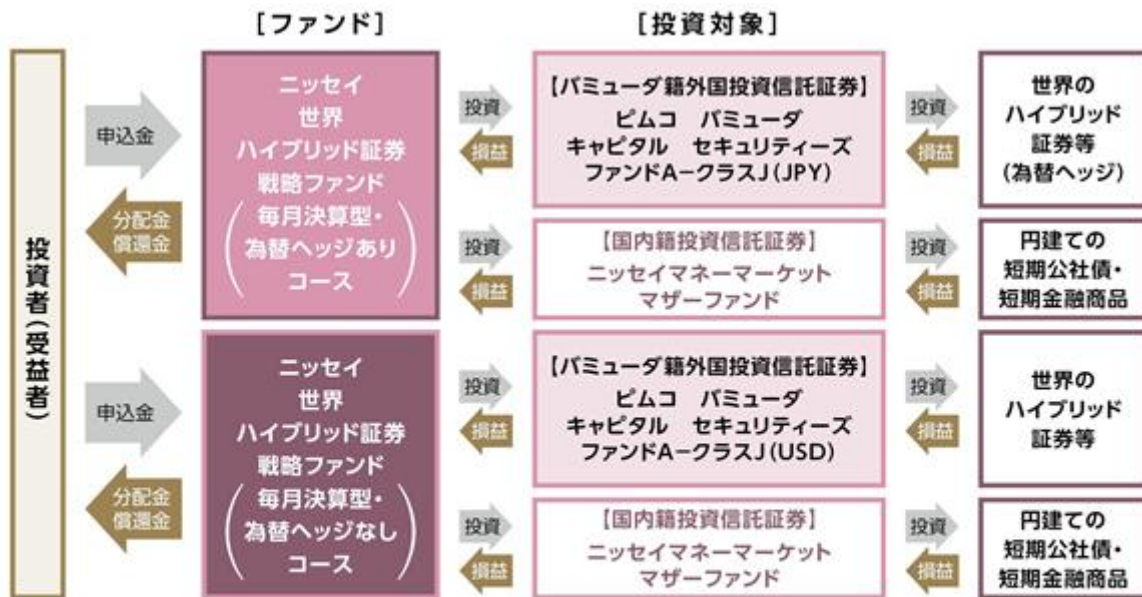 [ファンド]
[投資対象]
投資者(受益者)
申込金
分配金
償還金
ニッセイ
世界
ハイブリッド証券
戦略ファンド
(毎月決算型・
為替ヘッジあり
コース)
投資
損益
【バミューダ籍外国投資信託証券】
ピムコ バミューダ
キャピタル セキュリティーズ
ファンドA-クラスJ(JPY)
投資
損益
世界の
ハイブリッド
証券等
(為替ヘッジ)
投資
損益
【国内籍投資信託証券】
ニッセイマネーマーケット
マザーファンド
投資
損益
円建ての
短期公社債・
短期金融商品
申込金
分配金
償還金
ニッセイ
世界
ハイブリッド証券
戦略ファンド
(毎月決算型・
為替ヘッジなし
コース)
投資
損益
【バミューダ籍外国投資信託証券】
ピムコ バミューダ
キャピタル セキュリティーズ
ファンドA-クラスJ(USD)
投資
損益
世界の
ハイブリッド
証券等
投資
損益
【国内籍投資信託証券】
ニッセイマネーマーケット
マザーファンド
投資
損益
円建ての
短期公社債・
短期金融商品